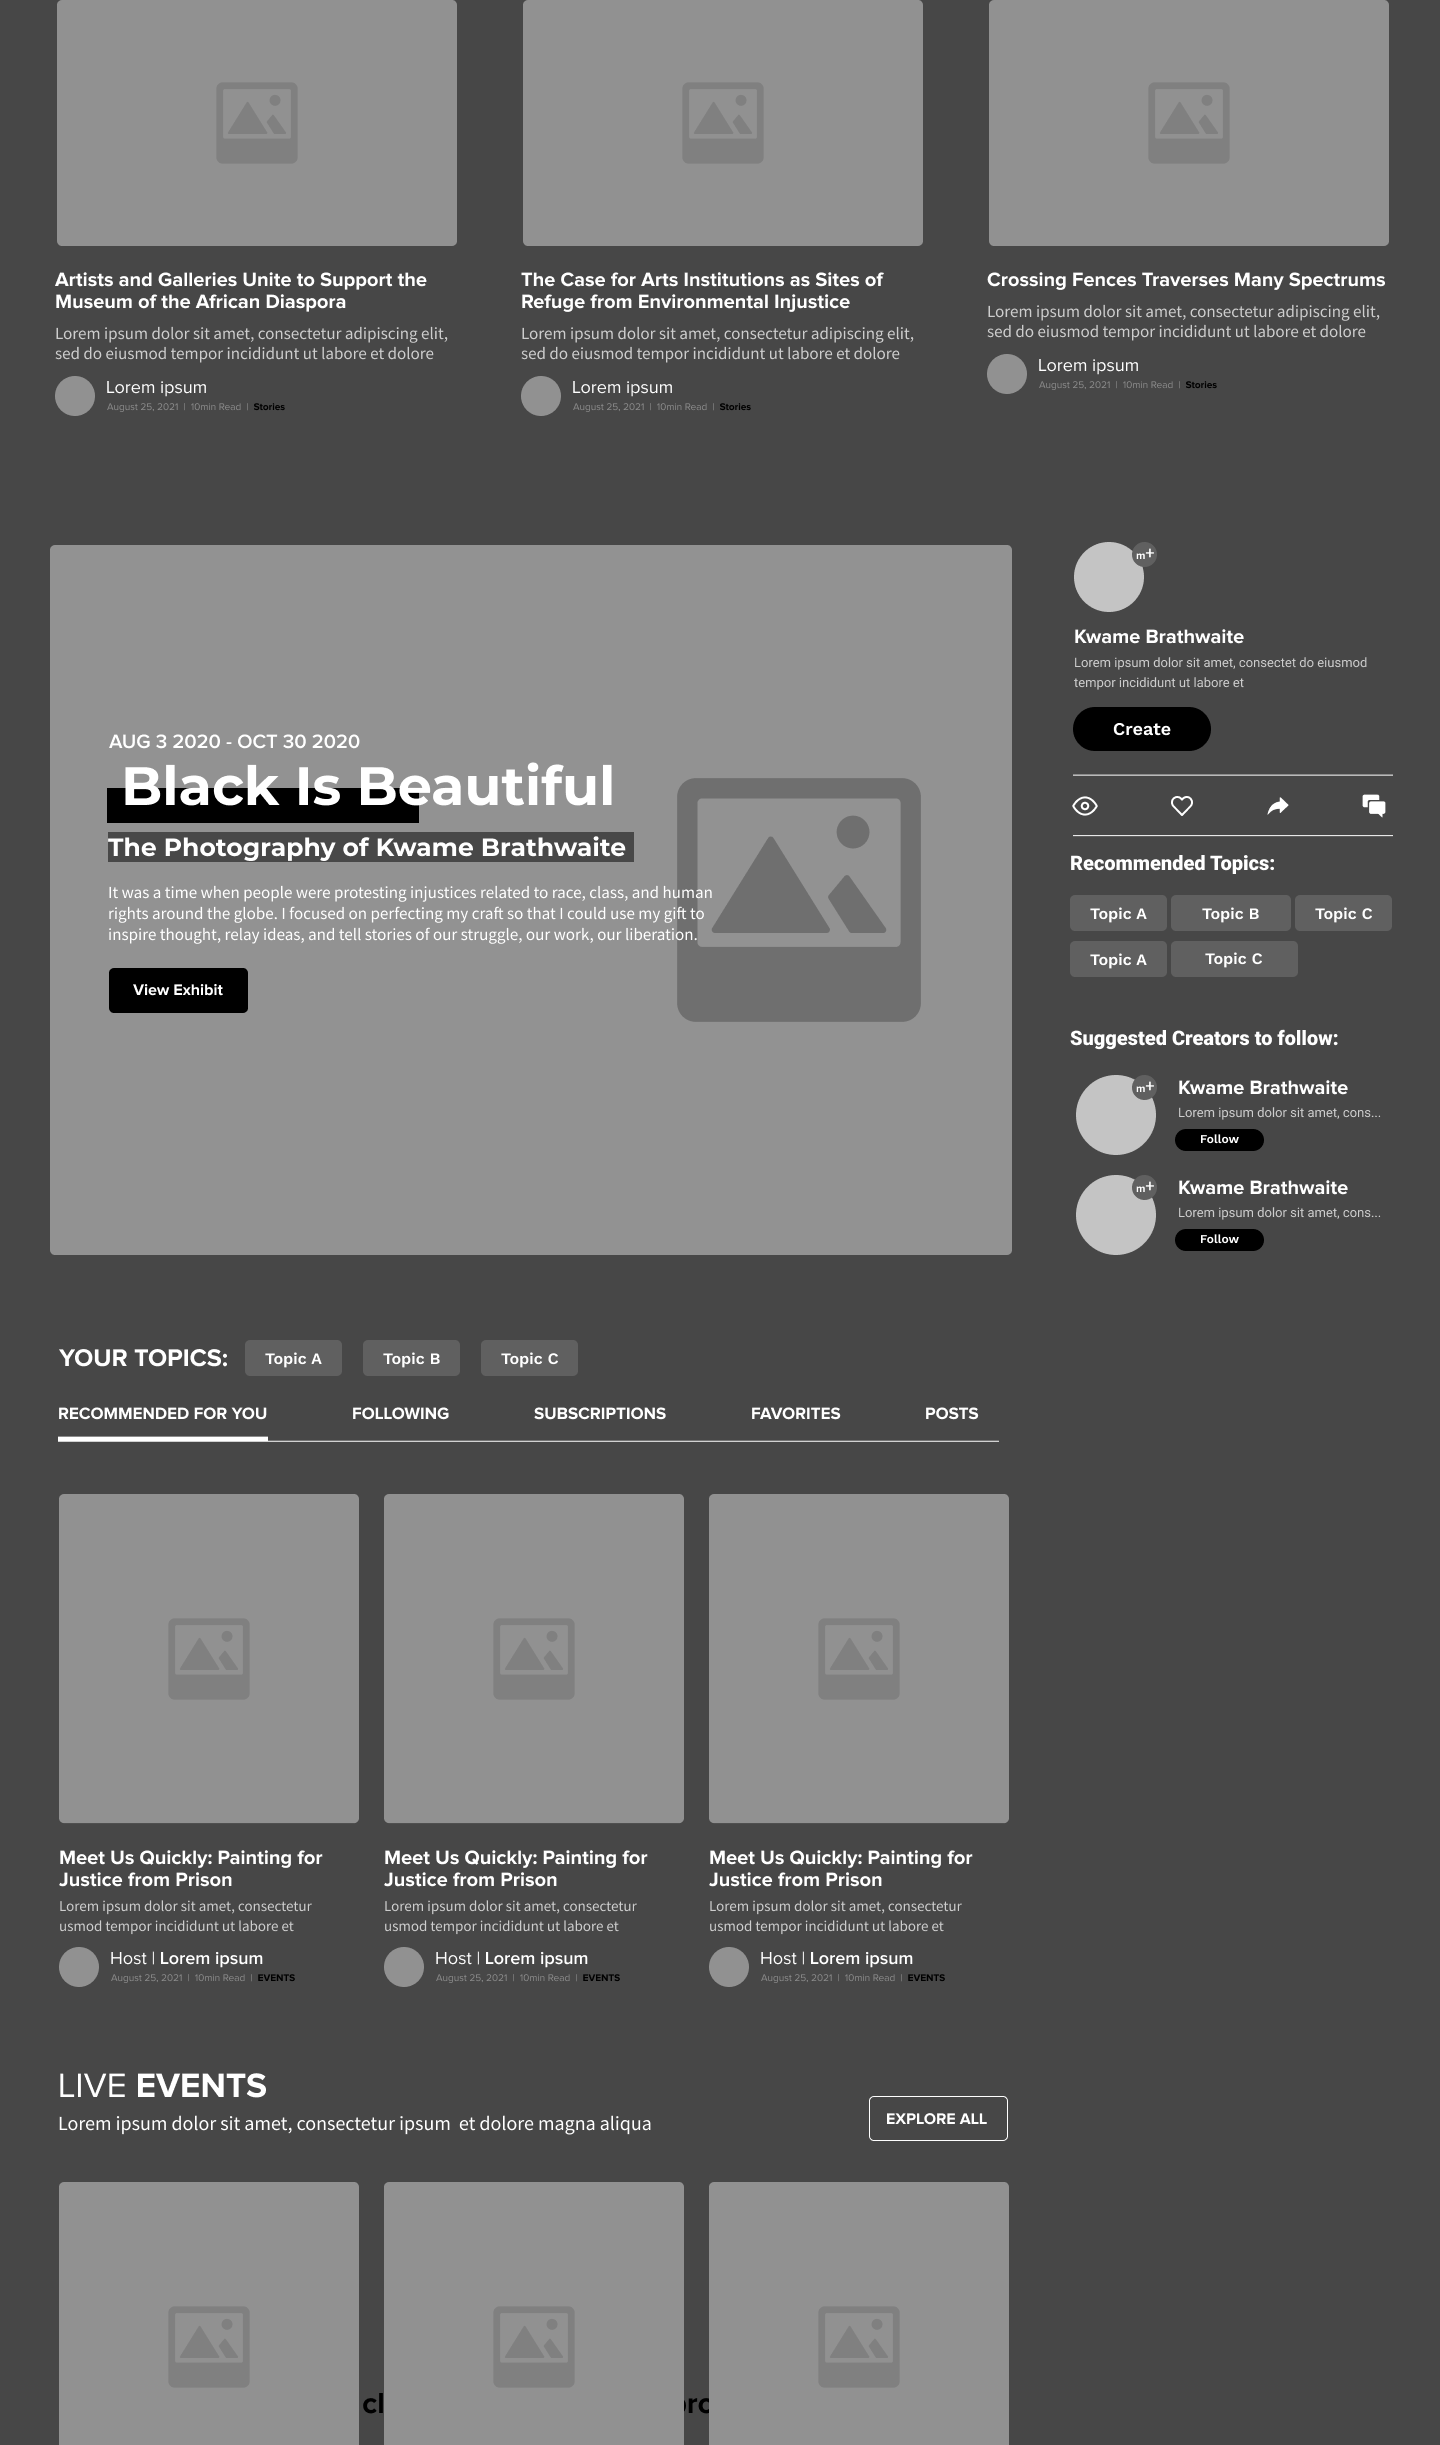 Artists and Galleries Unite to Support the
Museum of the African Diaspora
Lorem ipsum dolor sit amet, consectetur adipiscing elit,
sed do eiusmod tempor incididunt ut labore et dolore
Lorem ipsum
August 25, 2021 | 10min Read | Stories
The Case for Arts Institutions as Sites of
Refuge from Environmental Injustice
Lorem ipsum dolor sit amet, consectetur adipiscing elit,
sed do eiusmod tempor incididunt ut labore et dolore
Lorem ipsum
August 25, 2021 | 10min Read | Stories
Crossing Fences Traverses Many Spectrums
Lorem ipsum dolor sit amet, consectetur adipiscing elit,
sed do eiusmod tempor incididunt ut labore et dolore
Lorem ipsum
August 25, 2021 | 10min Read | Stories
AUG 3 2020 - OCT 30 2020
Black Is Beautiful
The Photography of Kwame Brathwaite
It was a time when people were protesting injustices related to race, class, and human
rights around the globe. I focused on perfecting my craft so that I could use my gift to
inspire thought, relay ideas, and tell stories of our struggle, our work, our liberation.
View Exhibit
m+
Kwame Brathwaite
Lorem ipsum dolor sit amet, consectet do eiusmod
tempor incididunt ut labore et
Create
Recommended Topics:
Topic A Topic B Topic C
Topic A Topic C
Suggested Creators to follow:
m+
Kwame Brathwaite
Lorem ipsum dolor sit amet, cons...
Follow
m+
Kwame Brathwaite
Lorem ipsum dolor sit amet, cons...
Follow
YOUR TOPICS: Topic A Topic B Topic C
RECOMMENDED FOR YOU FOLLOWING SUBSCRIPTIONS FAVORITES POSTS
Meet Us Quickly: Painting for
Justice from Prison
Lorem ipsum dolor sit amet, consectetur
usmod tempor incididunt ut labore et
Host | Lorem ipsum
August 25, 2021 | 10min Read | EVENTS
Meet Us Quickly: Painting for
Justice from Prison
Lorem ipsum dolor sit amet, consectetur
usmod tempor incididunt ut labore et
Host | Lorem ipsum
August 25, 2021 | 10min Read | EVENTS
Meet Us Quickly: Painting for
Justice from Prison
Lorem ipsum dolor sit amet, consectetur
usmod tempor incididunt ut labore et
Host | Lorem ipsum
August 25, 2021 | 10min Read | EVENTS
LIVE EVENTS
Lorem ipsum dolor sit amet, consectetur ipsum et dolore magna aliqua
EXPLORE ALL